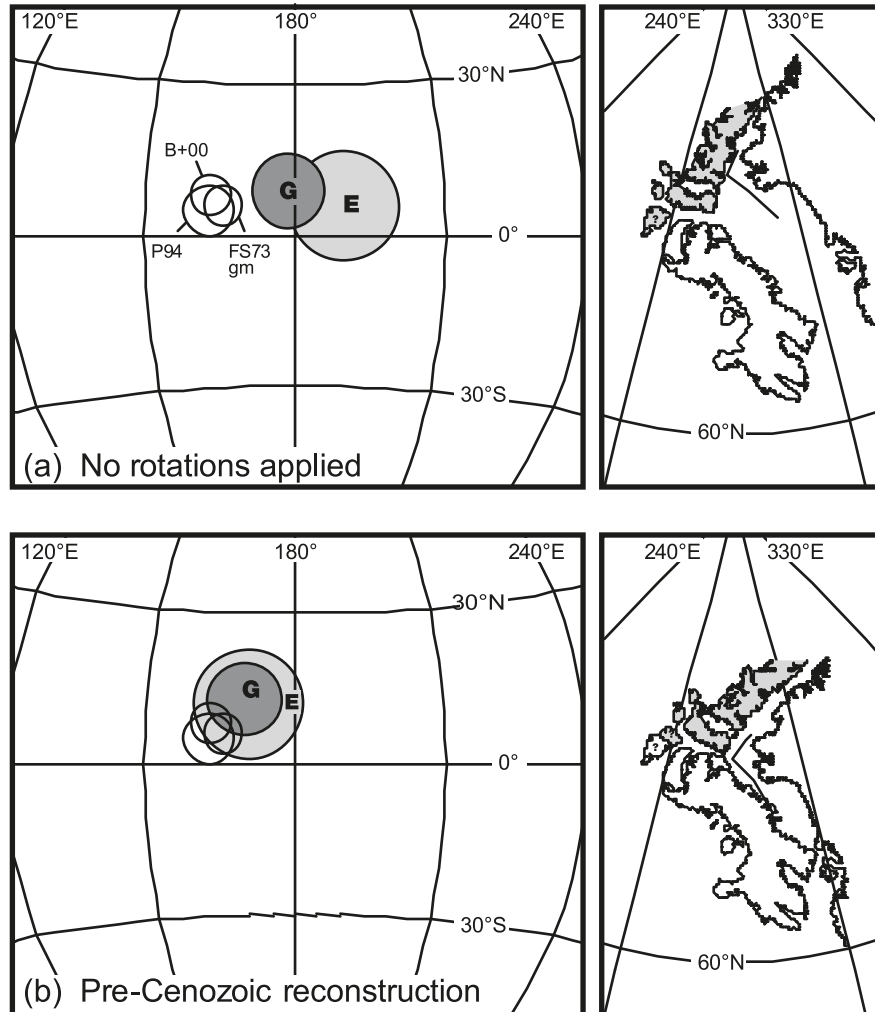 120°E 180° 240°E
30°N
B+00
G E
P94 FS73
gm
0°
30°S
(a) No rotations applied
240°E 330°E
?
60°N
120°E 180° 240°E
30°N
G E
0°
30°S
(b) Pre-Cenozoic reconstruction
240°E 330°E
?
60°N